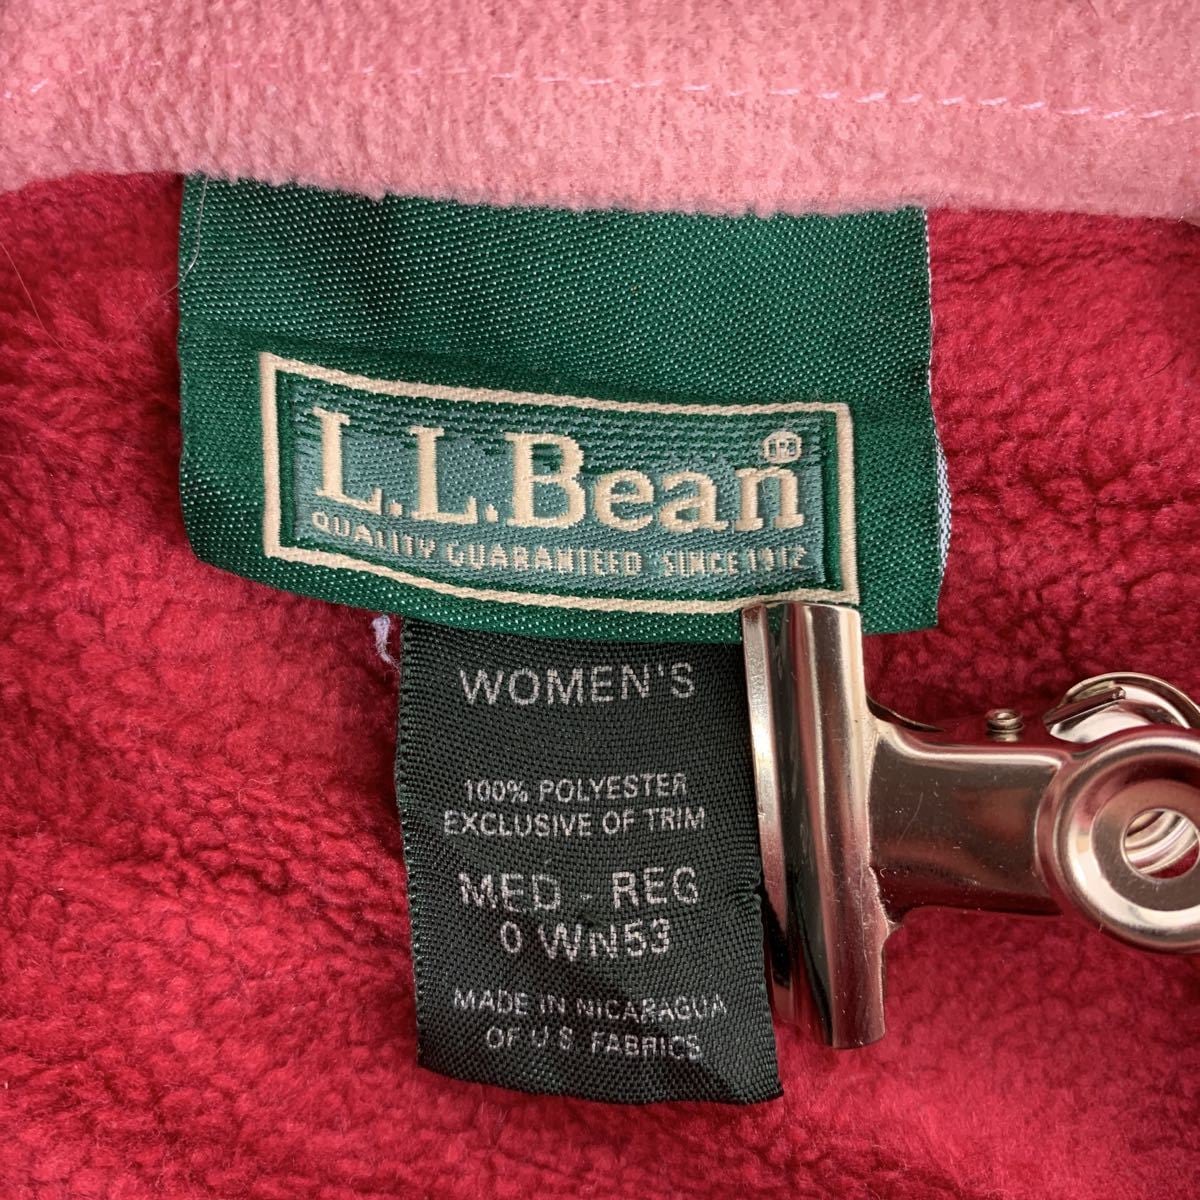 L.L.Bean®
QUALITY GUARANTEED SINCE 1912
WOMEN'S
100% POLYESTER
EXCLUSIVE OF TRIM
MED - REG
0 WN53
MADE IN NICARAGUA
OF U.S. FABRICS